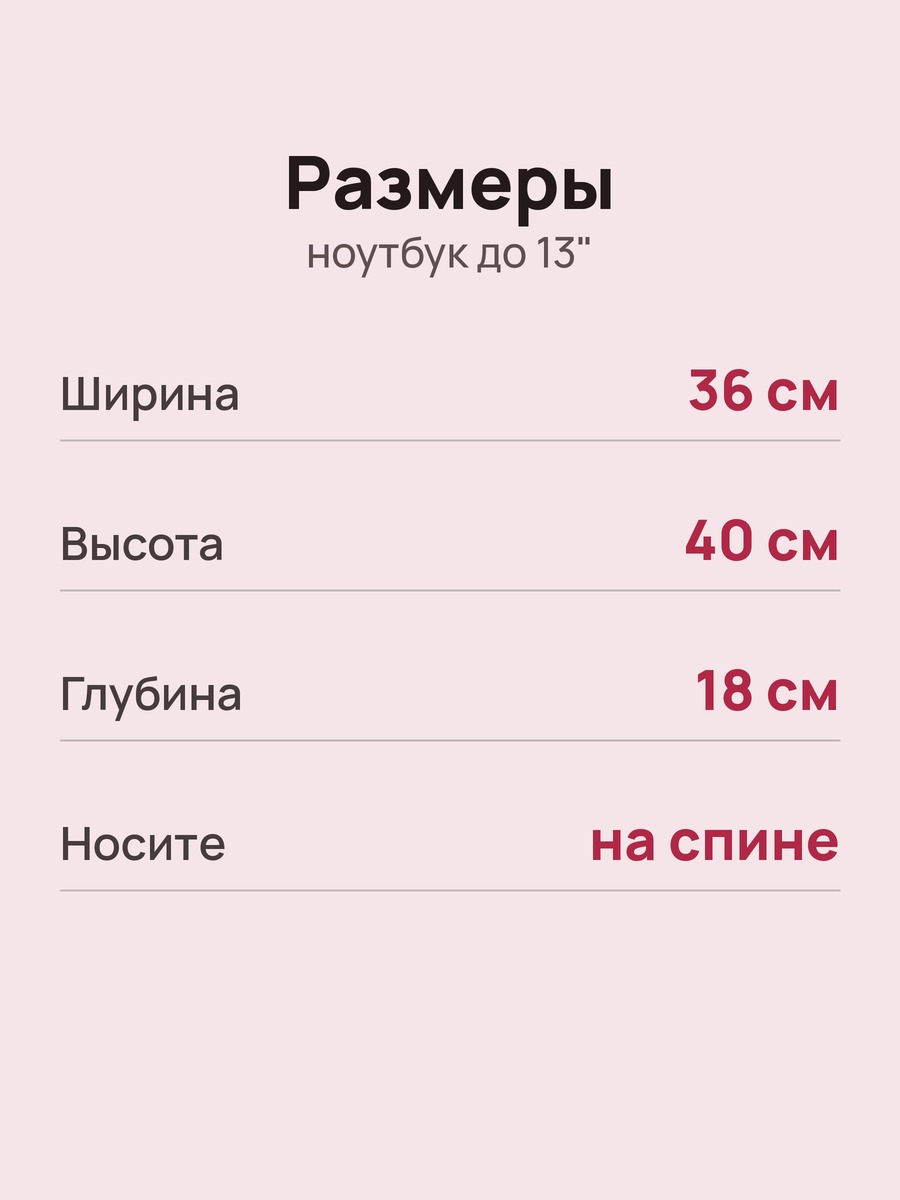 Размеры
ноутбук до 13"
Ширина 36 см
Высота 40 см
Глубина 18 см
Носите на спине